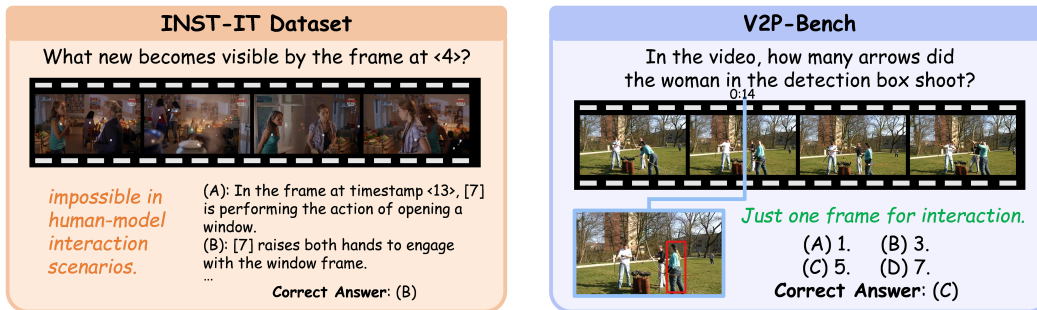 INST-IT Dataset
What new becomes visible by the frame at <4>?
impossible in
human-model
interaction
scenarios.
(A): In the frame at timestamp <13>, [7]
is performing the action of opening a
window.
(B): [7] raises both hands to engage
with the window frame.
...
Correct Answer: (B)
V2P-Bench
In the video, how many arrows did
the woman in the detection box shoot?
0:14
Just one frame for interaction.
(A) 1. (B) 3.
(C) 5. (D) 7.
Correct Answer: (C)